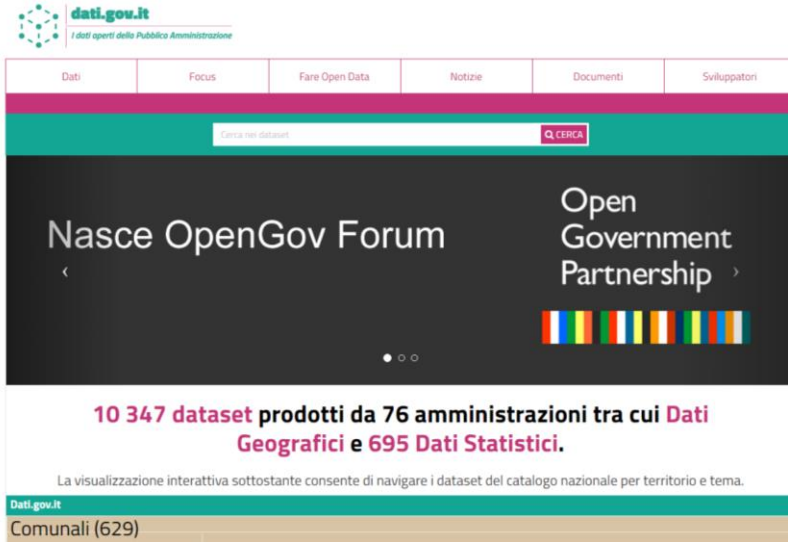 dati.gov.it
I dati aperti della Pubblica Amministrazione
Dati Focus Fare Open Data Notizie Documenti Sviluppatori
Cerca nei dataset CERCA
Nasce OpenGov Forum
Open
Government
Partnership
10 347 dataset prodotti da 76 amministrazioni tra cui Dati
Geografici e 695 Dati Statistici.
La visualizzazione interattiva sottostante consente di navigare i dataset del catalogo nazionale per territorio e tema.
Dati.gov.it
Comunali (629)